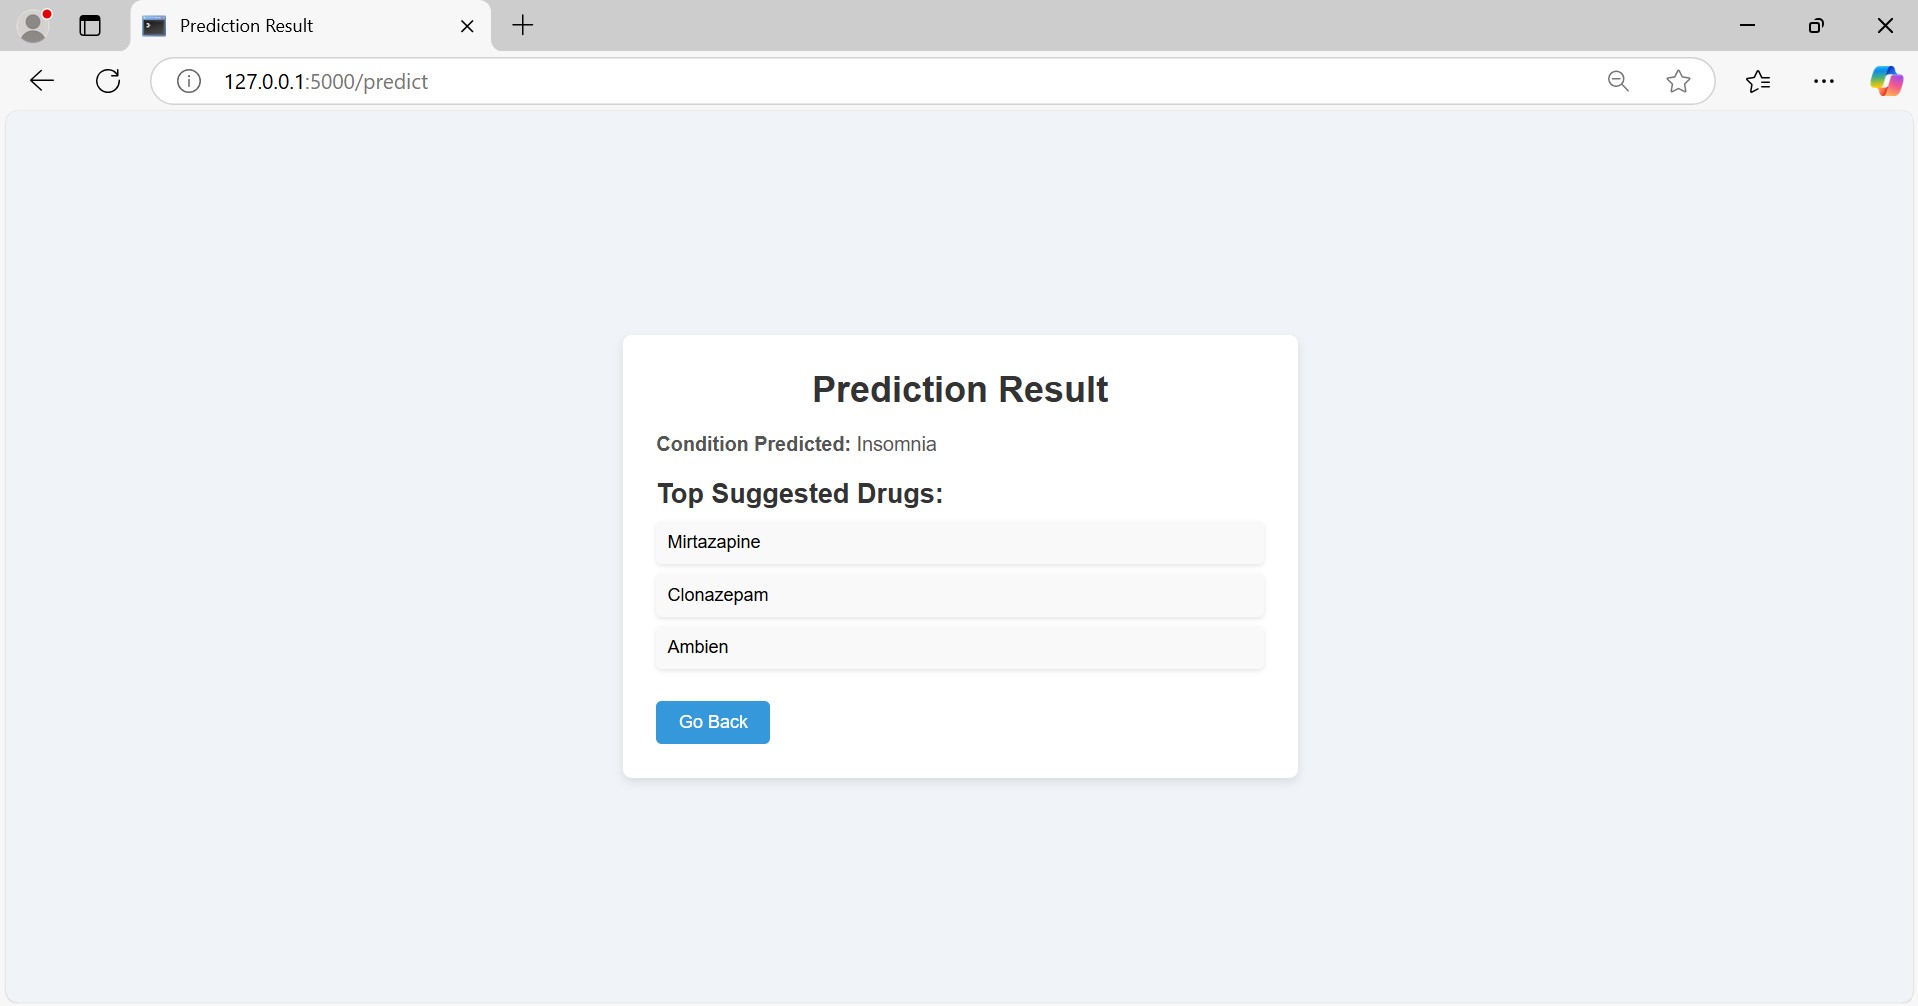 Prediction Result
127.0.0.1:5000/predict
Prediction Result
Condition Predicted: Insomnia
Top Suggested Drugs:
Mirtazapine
Clonazepam
Ambien
Go Back